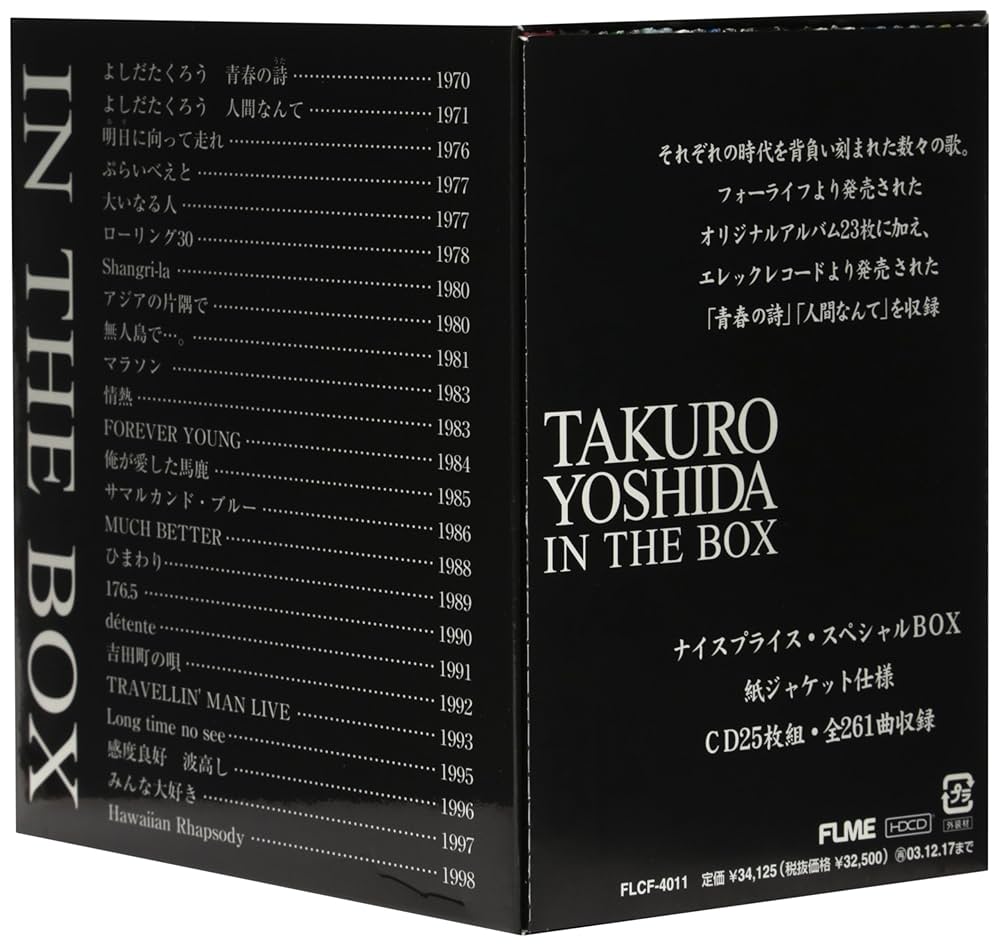 IN THE BOX
よしだたくろう 青春の詩 1970
よしだたくろう 人間なんて 1971
明日に向って走れ 1976
ぷらいべえと 1977
大いなる人 1977
ローリング30 1978
Shangri-la 1980
アジアの片隅で 1980
無人島で…。 1981
マラソン 1983
情熱 1983
FOREVER YOUNG 1984
俺が愛した馬鹿 1985
サマルカンド・ブルー 1986
MUCH BETTER 1988
ひまわり 1989
176.5 1990
détente 1991
吉田町の唄 1992
TRAVELLIN' MAN LIVE 1993
Long time no see 1995
感度良好 波高し 1996
みんな大好き 1997
Hawaiian Rhapsody 1998
それぞれの時代を背負い刻まれた数々の歌。
フォーライフより発売された
オリジナルアルバム23枚に加え、
エレックレコードより発売された
「青春の詩」「人間なんて」を収録
TAKURO
YOSHIDA
IN THE BOX
ナイスプライス・スペシャルBOX
紙ジャケット仕様
CD25枚組・全261曲収録
プラ
外装材
FLME HDCD
FLCF-4011 定価 ¥34,125(税抜価格 ¥32,500) ㊢03.12.17まで